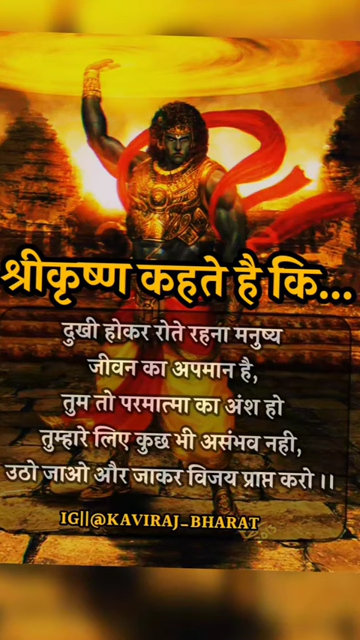 श्रीकृष्ण कहते है कि...
दुखी होकर रोते रहना मनुष्य
जीवन का अपमान है,
तुम तो परमात्मा का अंश हो
तुम्हारे लिए कुछ भी असंभव नही,
उठो जाओ और जाकर विजय प्राप्त करो ।।
IG||@KAVIRAJ_BHARAT